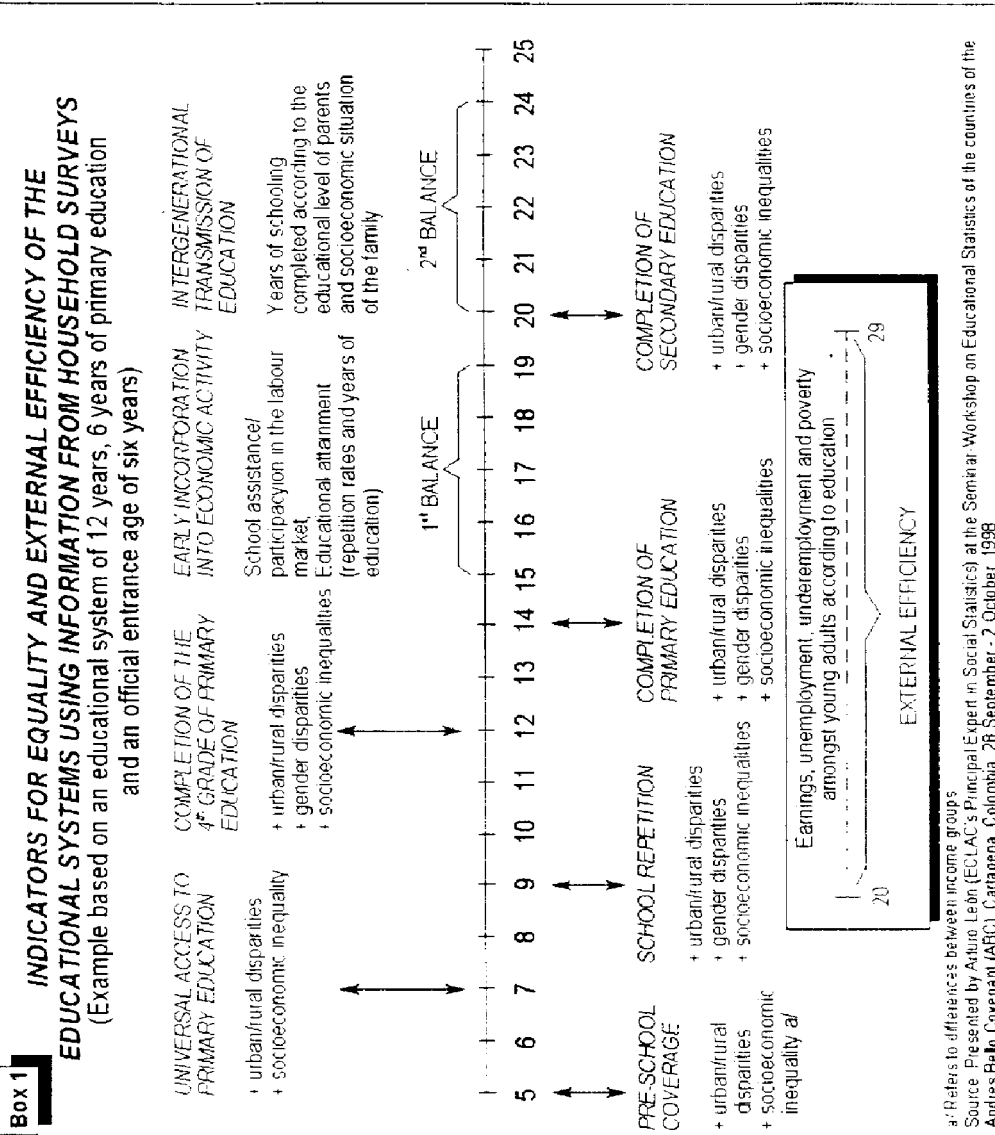 Box 1
INDICATORS FOR EQUALITY AND EXTERNAL EFFICIENCY OF THE
EDUCATIONAL SYSTEMS USING INFORMATION FROM HOUSEHOLD SURVEYS
(Example based on an educational system of 12 years, 6 years of primary education
and an official entrance age of six years)
UNIVERSAL ACCESS TO
PRIMARY EDUCATION
+ urban/rural disparities
+ socioeconomic inequality
COMPLETION OF THE
4th GRADE OF PRIMARY
EDUCATION
+ urban/rural disparities
+ gender disparities
+ socioeconomic inequalities
EARLY INCORPORATION
INTO ECONOMIC ACTIVITY
School assistance/
participacyion in the labour
market,
Educational attainment
(repetition rates and years of
education)
INTERGENERATIONAL
TRANSMISSION OF
EDUCATION
Years of schooling
completed according to the
educational level of parents
and socioeconomic situation
of the family
1st BALANCE
2nd BALANCE
5 6 7 8 9 10 11 12 13 14 15 16 17 18 19 20 21 22 23 24 25
PRE-SCHOOL
COVERAGE
+ urban/rural
disparities
+ socioeconomic
inequality a/
SCHOOL REPETITION
+ urban/rural disparities
+ gender disparities
+ socioeconomic inequalities
COMPLETION OF
PRIMARY EDUCATION
+ urban/rural disparities
+ gender disparities
+ socioeconomic inequalities
COMPLETION OF
SECONDARY EDUCATION
+ urban/rural disparities
+ gender disparities
+ socioeconomic inequalities
Earnings, unemployment, underemployment and poverty
amongst young adults according to education
20 29
EXTERNAL EFFICIENCY
a/ Refers to differences between income groups
Source Presented by Arturo León (ECLAC's Principal Expert in Social Statistics) at the Seminar-Workshop on Educational Statistics of the countries of the
Andres Bello Covenant (ABC), Cartagena, Colombia, 28 September - 2 October, 1998